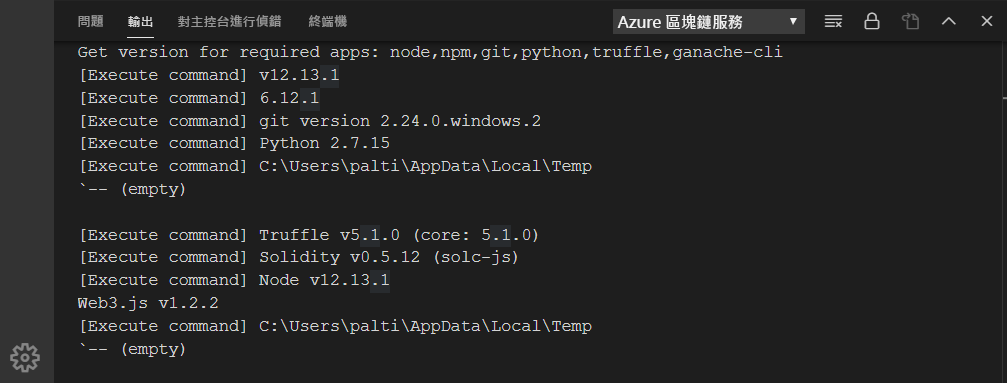 問題 輸出 對主控台進行偵錯 終端機 Azure 區塊鏈服務
Get version for required apps: node,npm,git,python,truffle,ganache-cli
[Execute command] v12.13.1
[Execute command] 6.12.1
[Execute command] git version 2.24.0.windows.2
[Execute command] Python 2.7.15
[Execute command] C:\Users\palti\AppData\Local\Temp
`-- (empty)
[Execute command] Truffle v5.1.0 (core: 5.1.0)
[Execute command] Solidity v0.5.12 (solc-js)
[Execute command] Node v12.13.1
Web3.js v1.2.2
[Execute command] C:\Users\palti\AppData\Local\Temp
`-- (empty)